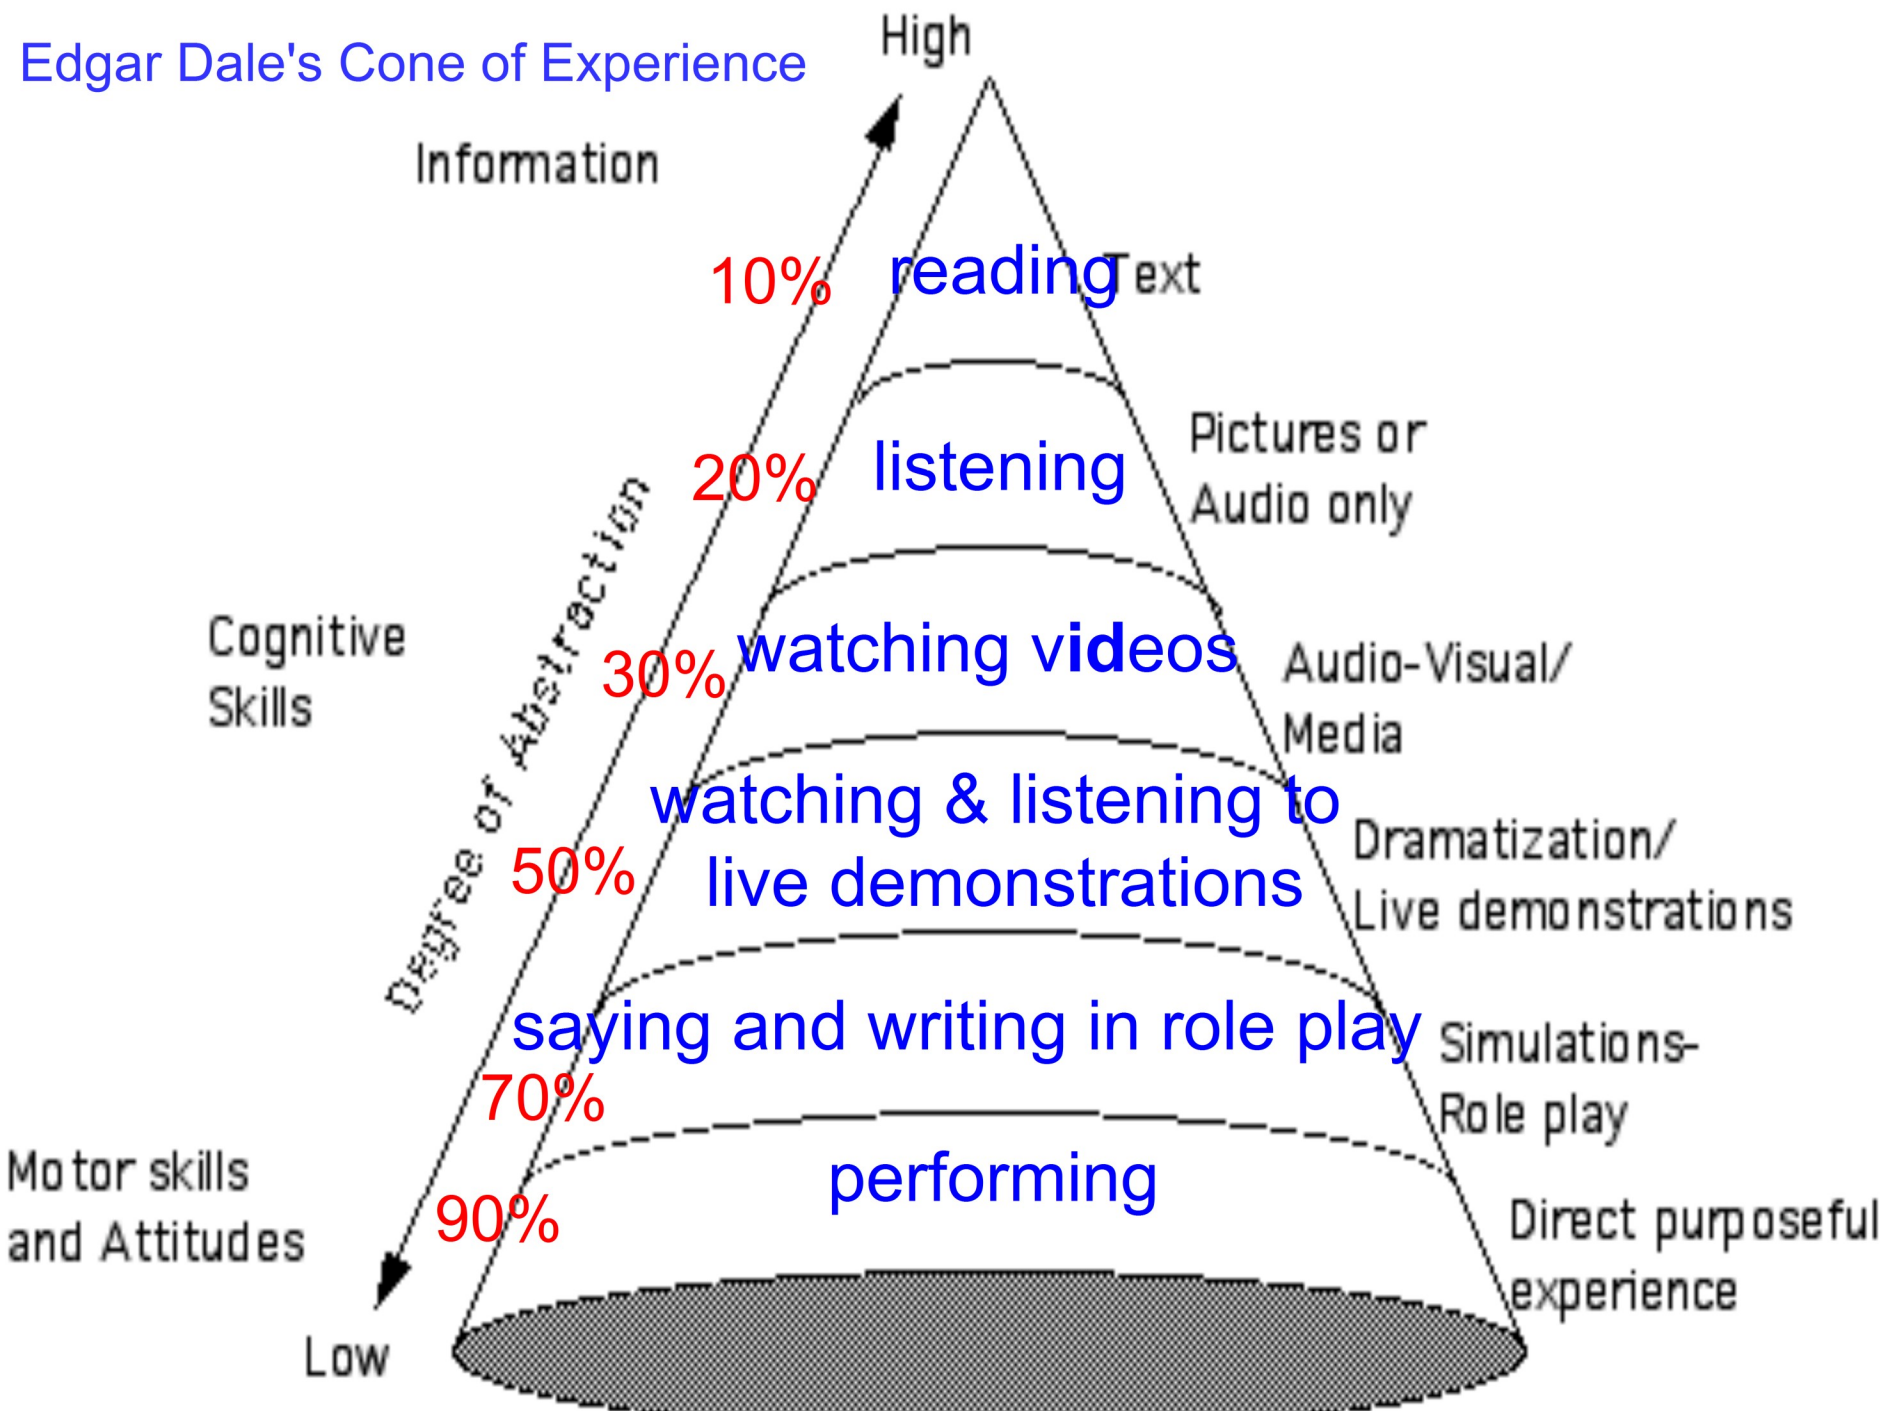 Edgar Dale's Cone of Experience
High
Information
10%
reading
Text
20%
listening
Pictures or
Audio only
Degree of Abstraction
Cognitive
Skills
30%
watching videos
Audio-Visual/
Media
50%
watching & listening to
live demonstrations
Dramatization/
Live demonstrations
saying and writing in role play
70%
Simulations-
Role play
Motor skills
and Attitudes
90%
performing
Direct purposeful
experience
Low